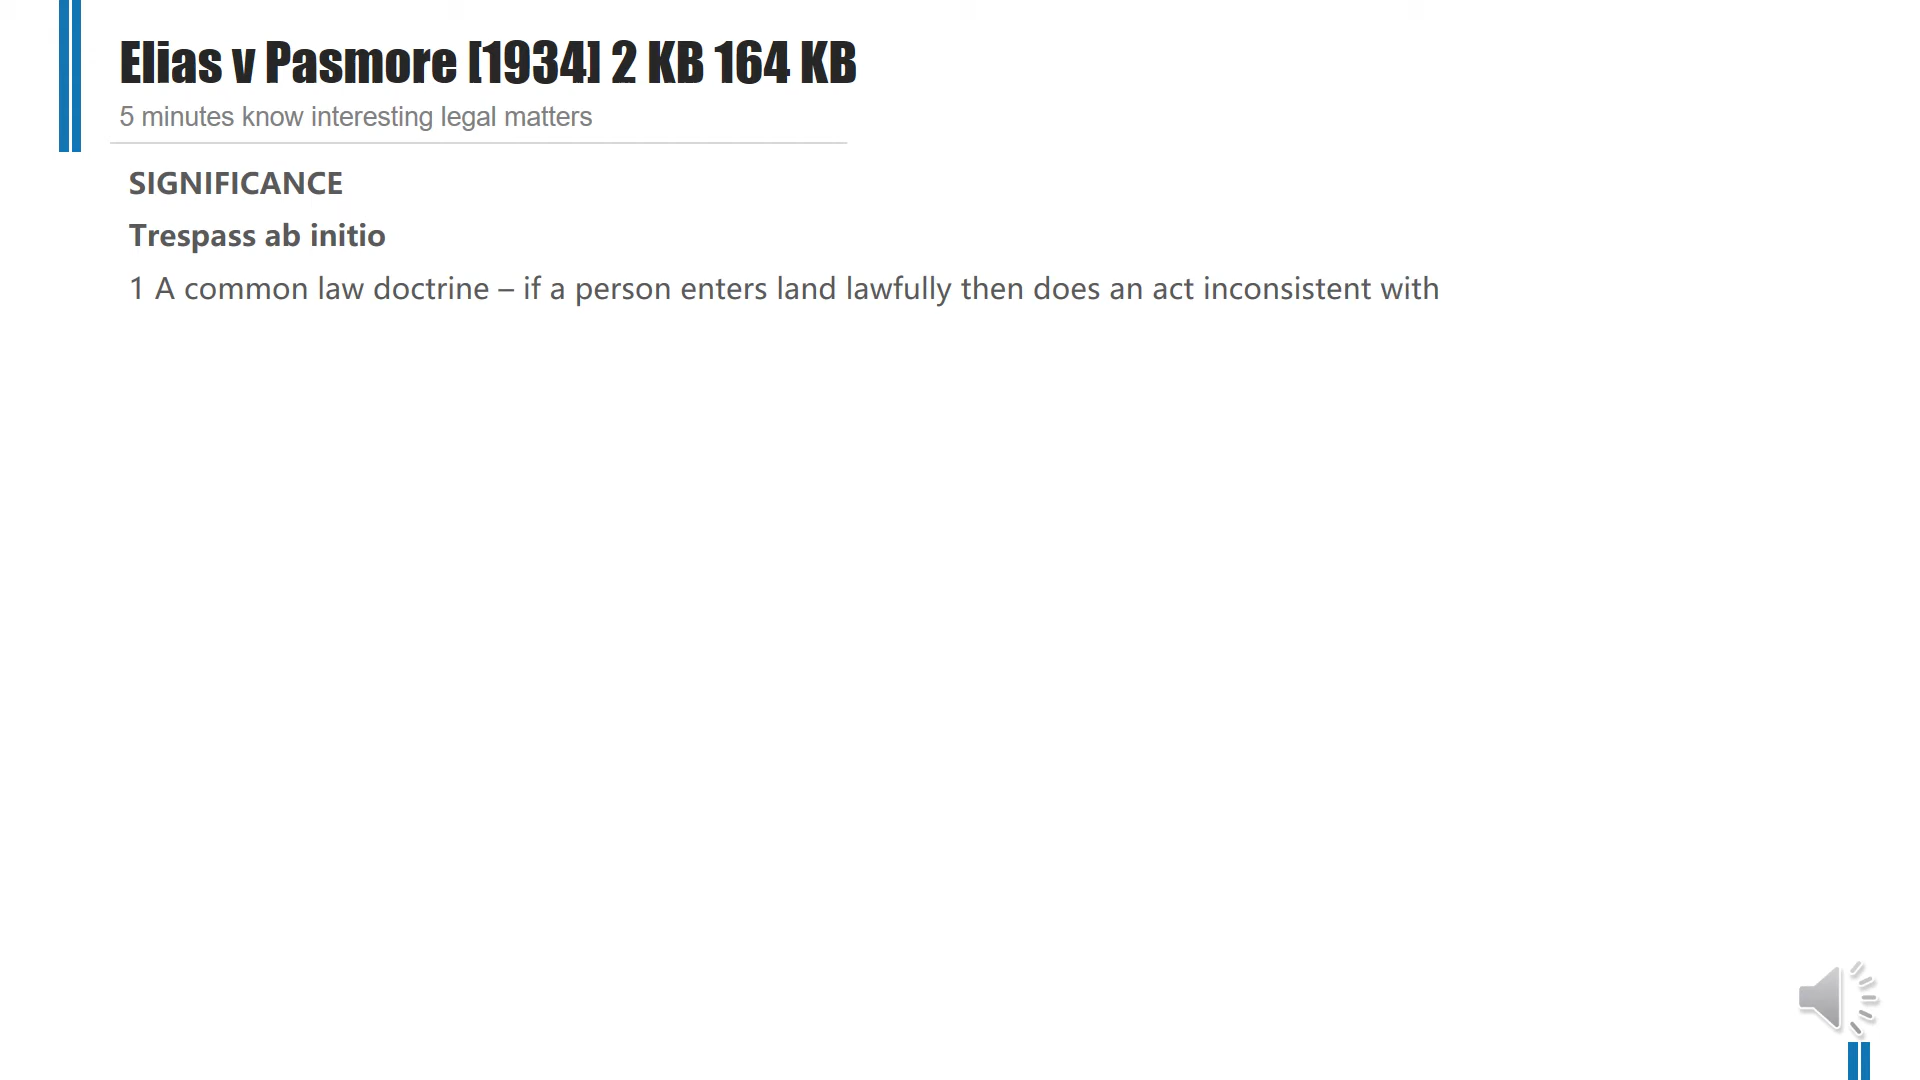 Elias v Pasmore [1934] 2 KB 164 KB
5 minutes know interesting legal matters
SIGNIFICANCE
Trespass ab initio
1 A common law doctrine – if a person enters land lawfully then does an act inconsistent with